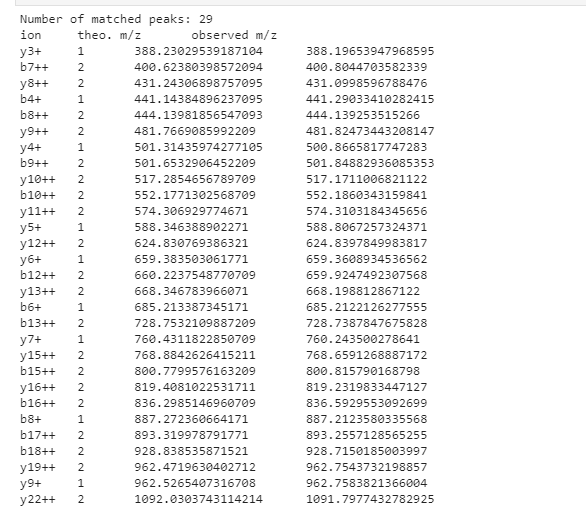 Number of matched peaks: 29
ion theo. m/z observed m/z
y3+ 1 388.23029539187104 388.19653947968595
b7++ 2 400.62380398572094 400.8044703582339
y8++ 2 431.24306898757095 431.0998596788476
b4+ 1 441.14384896237095 441.29033410282415
b8++ 2 444.13981856547093 444.139253515266
y9++ 2 481.7669085992209 481.82473443208147
y4+ 1 501.31435974277105 500.8665817747283
b9++ 2 501.6532906452209 501.84882936085353
y10++ 2 517.2854656789709 517.1711006821122
b10++ 2 552.1771302568709 552.1860343159841
y11++ 2 574.306929774671 574.3103184345656
y5+ 1 588.346388902271 588.8067257324371
y12++ 2 624.830769386321 624.8397849983817
y6+ 1 659.383503061771 659.3608934536562
b12++ 2 660.2237548770709 659.9247492307568
y13++ 2 668.346783966071 668.198812867122
b6+ 1 685.213387345171 685.2122126277555
b13++ 2 728.7532109887209 728.7387847675828
y7+ 1 760.4311822850709 760.243500278641
y15++ 2 768.8842626415211 768.6591268887172
b15++ 2 800.7799576163209 800.815790168798
y16++ 2 819.4081022531711 819.2319833447127
b16++ 2 836.2985146960709 836.5929553092699
b8+ 1 887.272360664171 887.2123580335568
b17++ 2 893.319978791771 893.2557128565255
b18++ 2 928.838535871521 928.7150185003997
y19++ 2 962.4719630402712 962.7543732198857
y9+ 1 962.5265407316708 962.7583821366004
y22++ 2 1092.0303743114214 1091.7977432782925